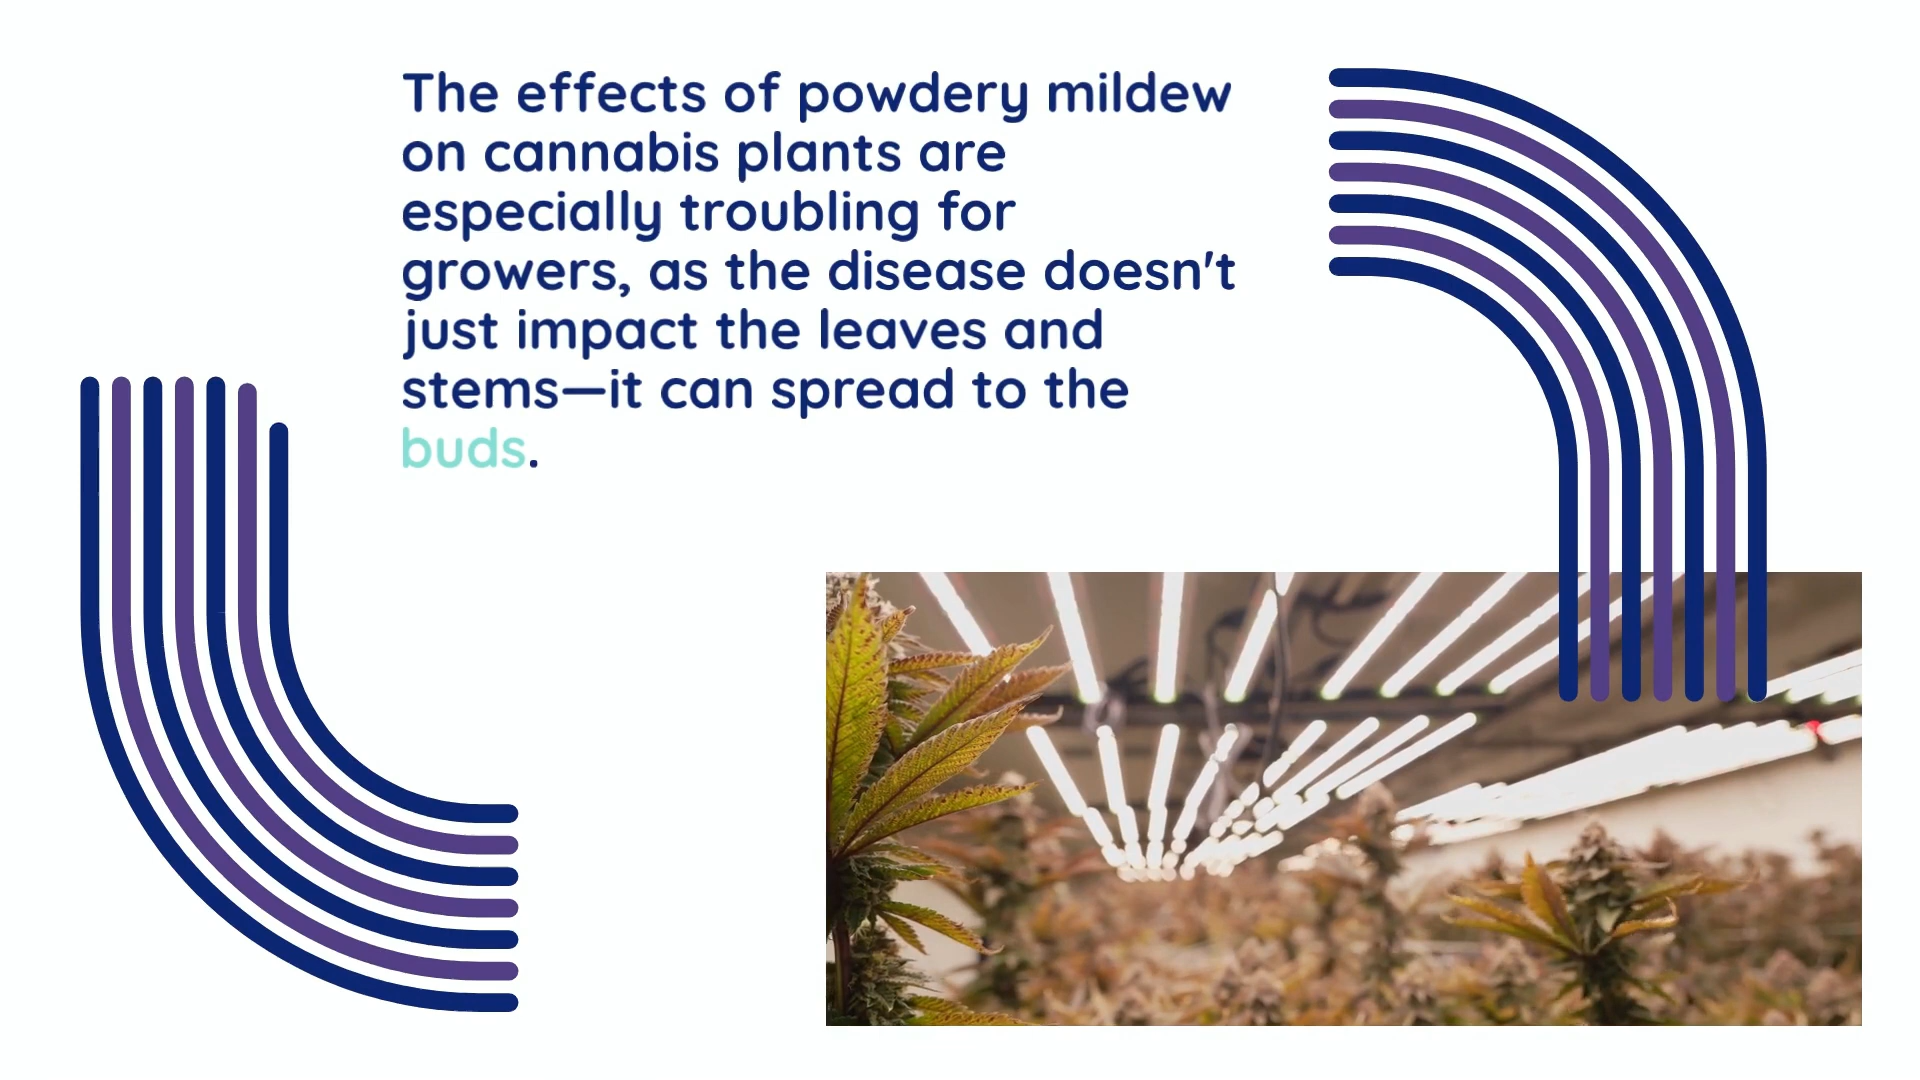 The effects of powdery mildew
on cannabis plants are
especially troubling for
growers, as the disease doesn't
just impact the leaves and
stems—it can spread to the
buds.